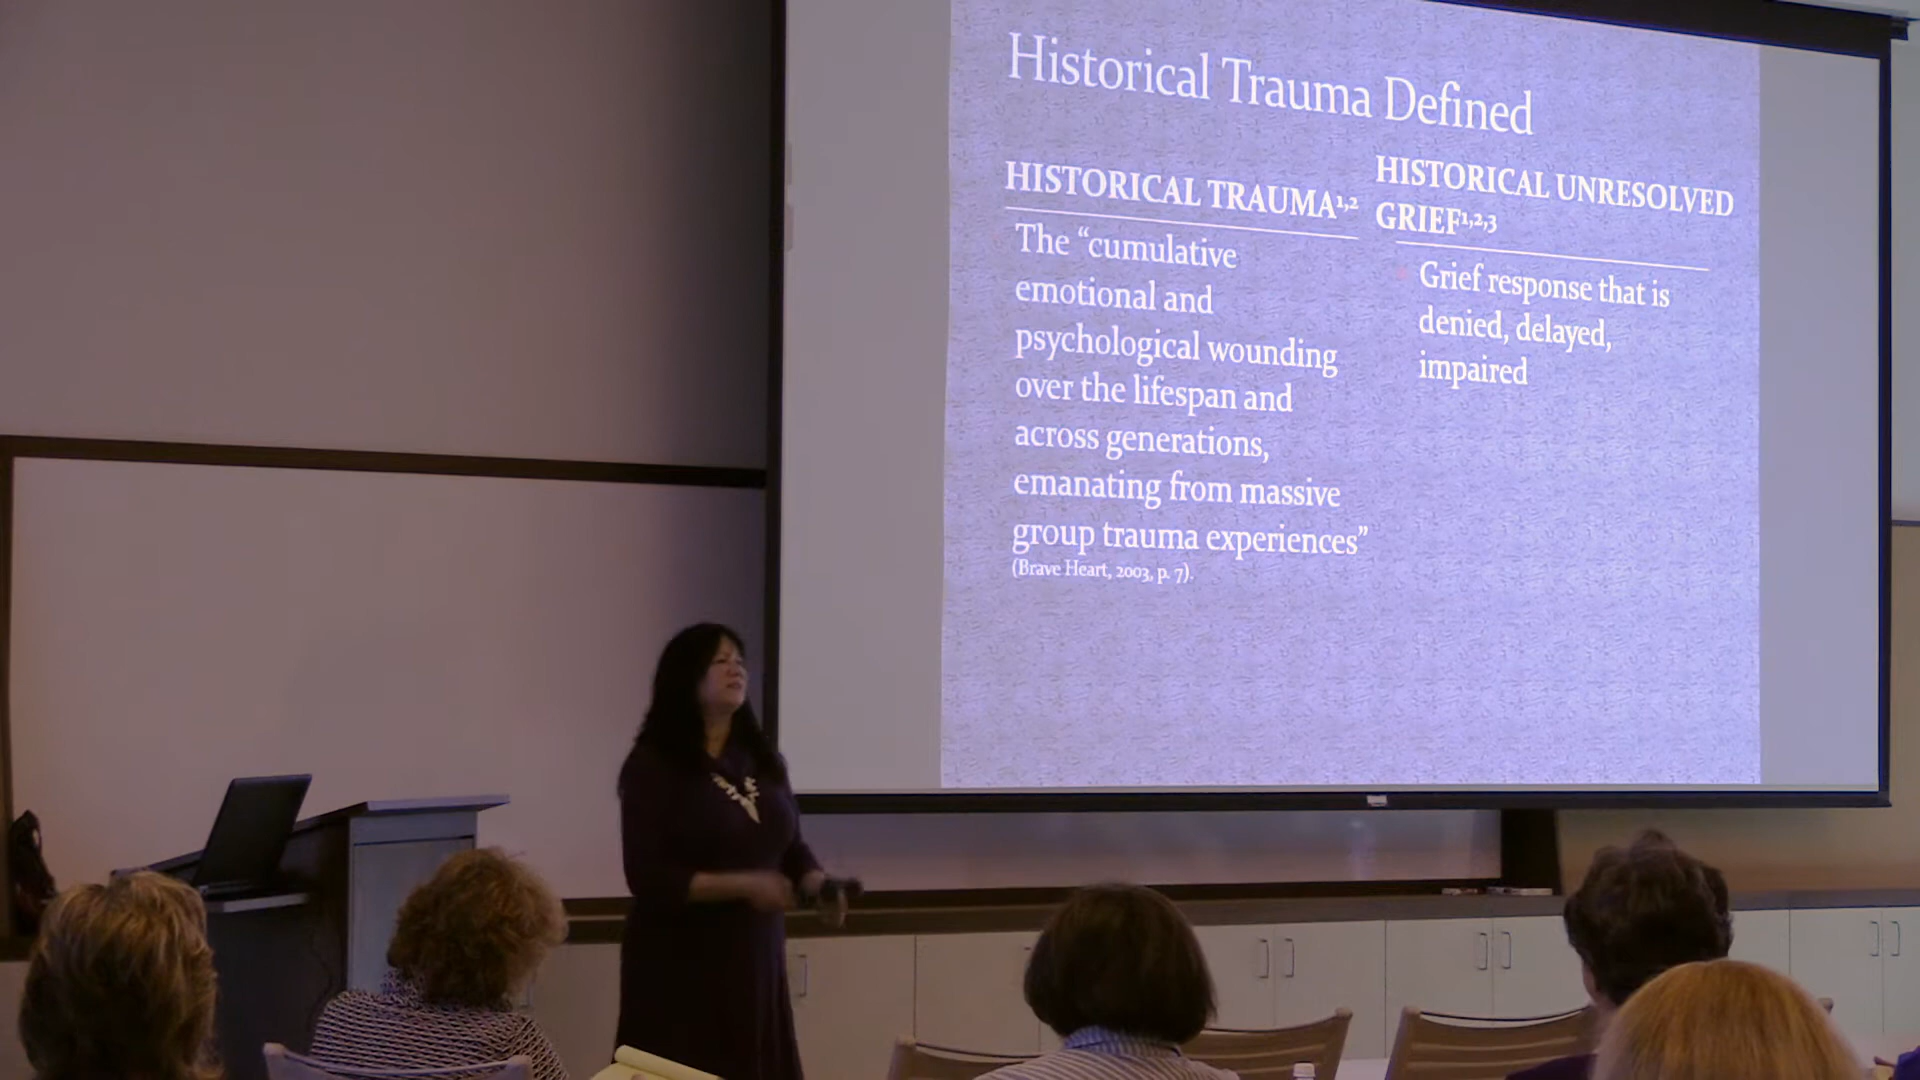 Historical Trauma Defined
HISTORICAL TRAUMA¹,²
The “cumulative
emotional and
psychological wounding
over the lifespan and
across generations,
emanating from massive
group trauma experiences”
(Brave Heart, 2003, p. 7).
HISTORICAL UNRESOLVED
GRIEF¹,²,³
Grief response that is
denied, delayed,
impaired